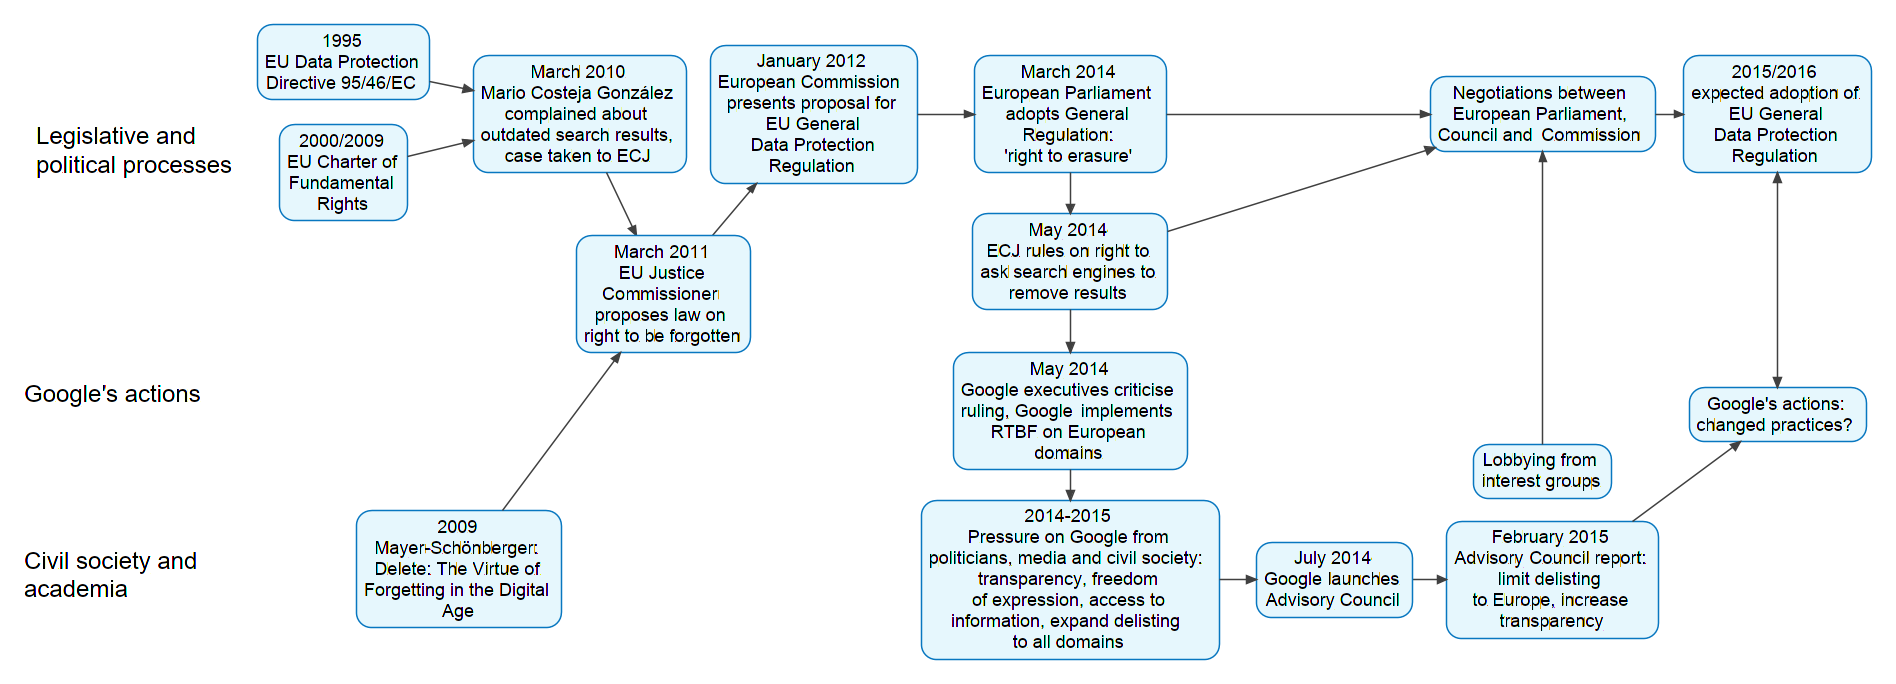 Legislative and
political processes
Google's actions
Civil society and
academia
1995
EU Data Protection
Directive 95/46/EC
2000/2009
EU Charter of
Fundamental
Rights
March 2010
Mario Costeja González
complained about
outdated search results,
case taken to ECJ
March 2011
EU Justice
Commissioner
proposes law on
right to be forgotten
2009
Mayer-Schönberger:
Delete: The Virtue of
Forgetting in the Digital
Age
January 2012
European Commission
presents proposal for
EU General
Data Protection
Regulation
March 2014
European Parliament
adopts General
Regulation:
'right to erasure'
May 2014
ECJ rules on right to
ask search engines to
remove results
May 2014
Google executives criticise
ruling, Google implements
RTBF on European
domains
2014-2015
Pressure on Google from
politicians, media and civil society:
transparency, freedom
of expression, access to
information, expand delisting
to all domains
July 2014
Google launches
Advisory Council
February 2015
Advisory Council report:
limit delisting
to Europe, increase
transparency
Lobbying from
interest groups
Negotiations between
European Parliament,
Council and Commission
2015/2016
expected adoption of
EU General
Data Protection
Regulation
Google's actions:
changed practices?